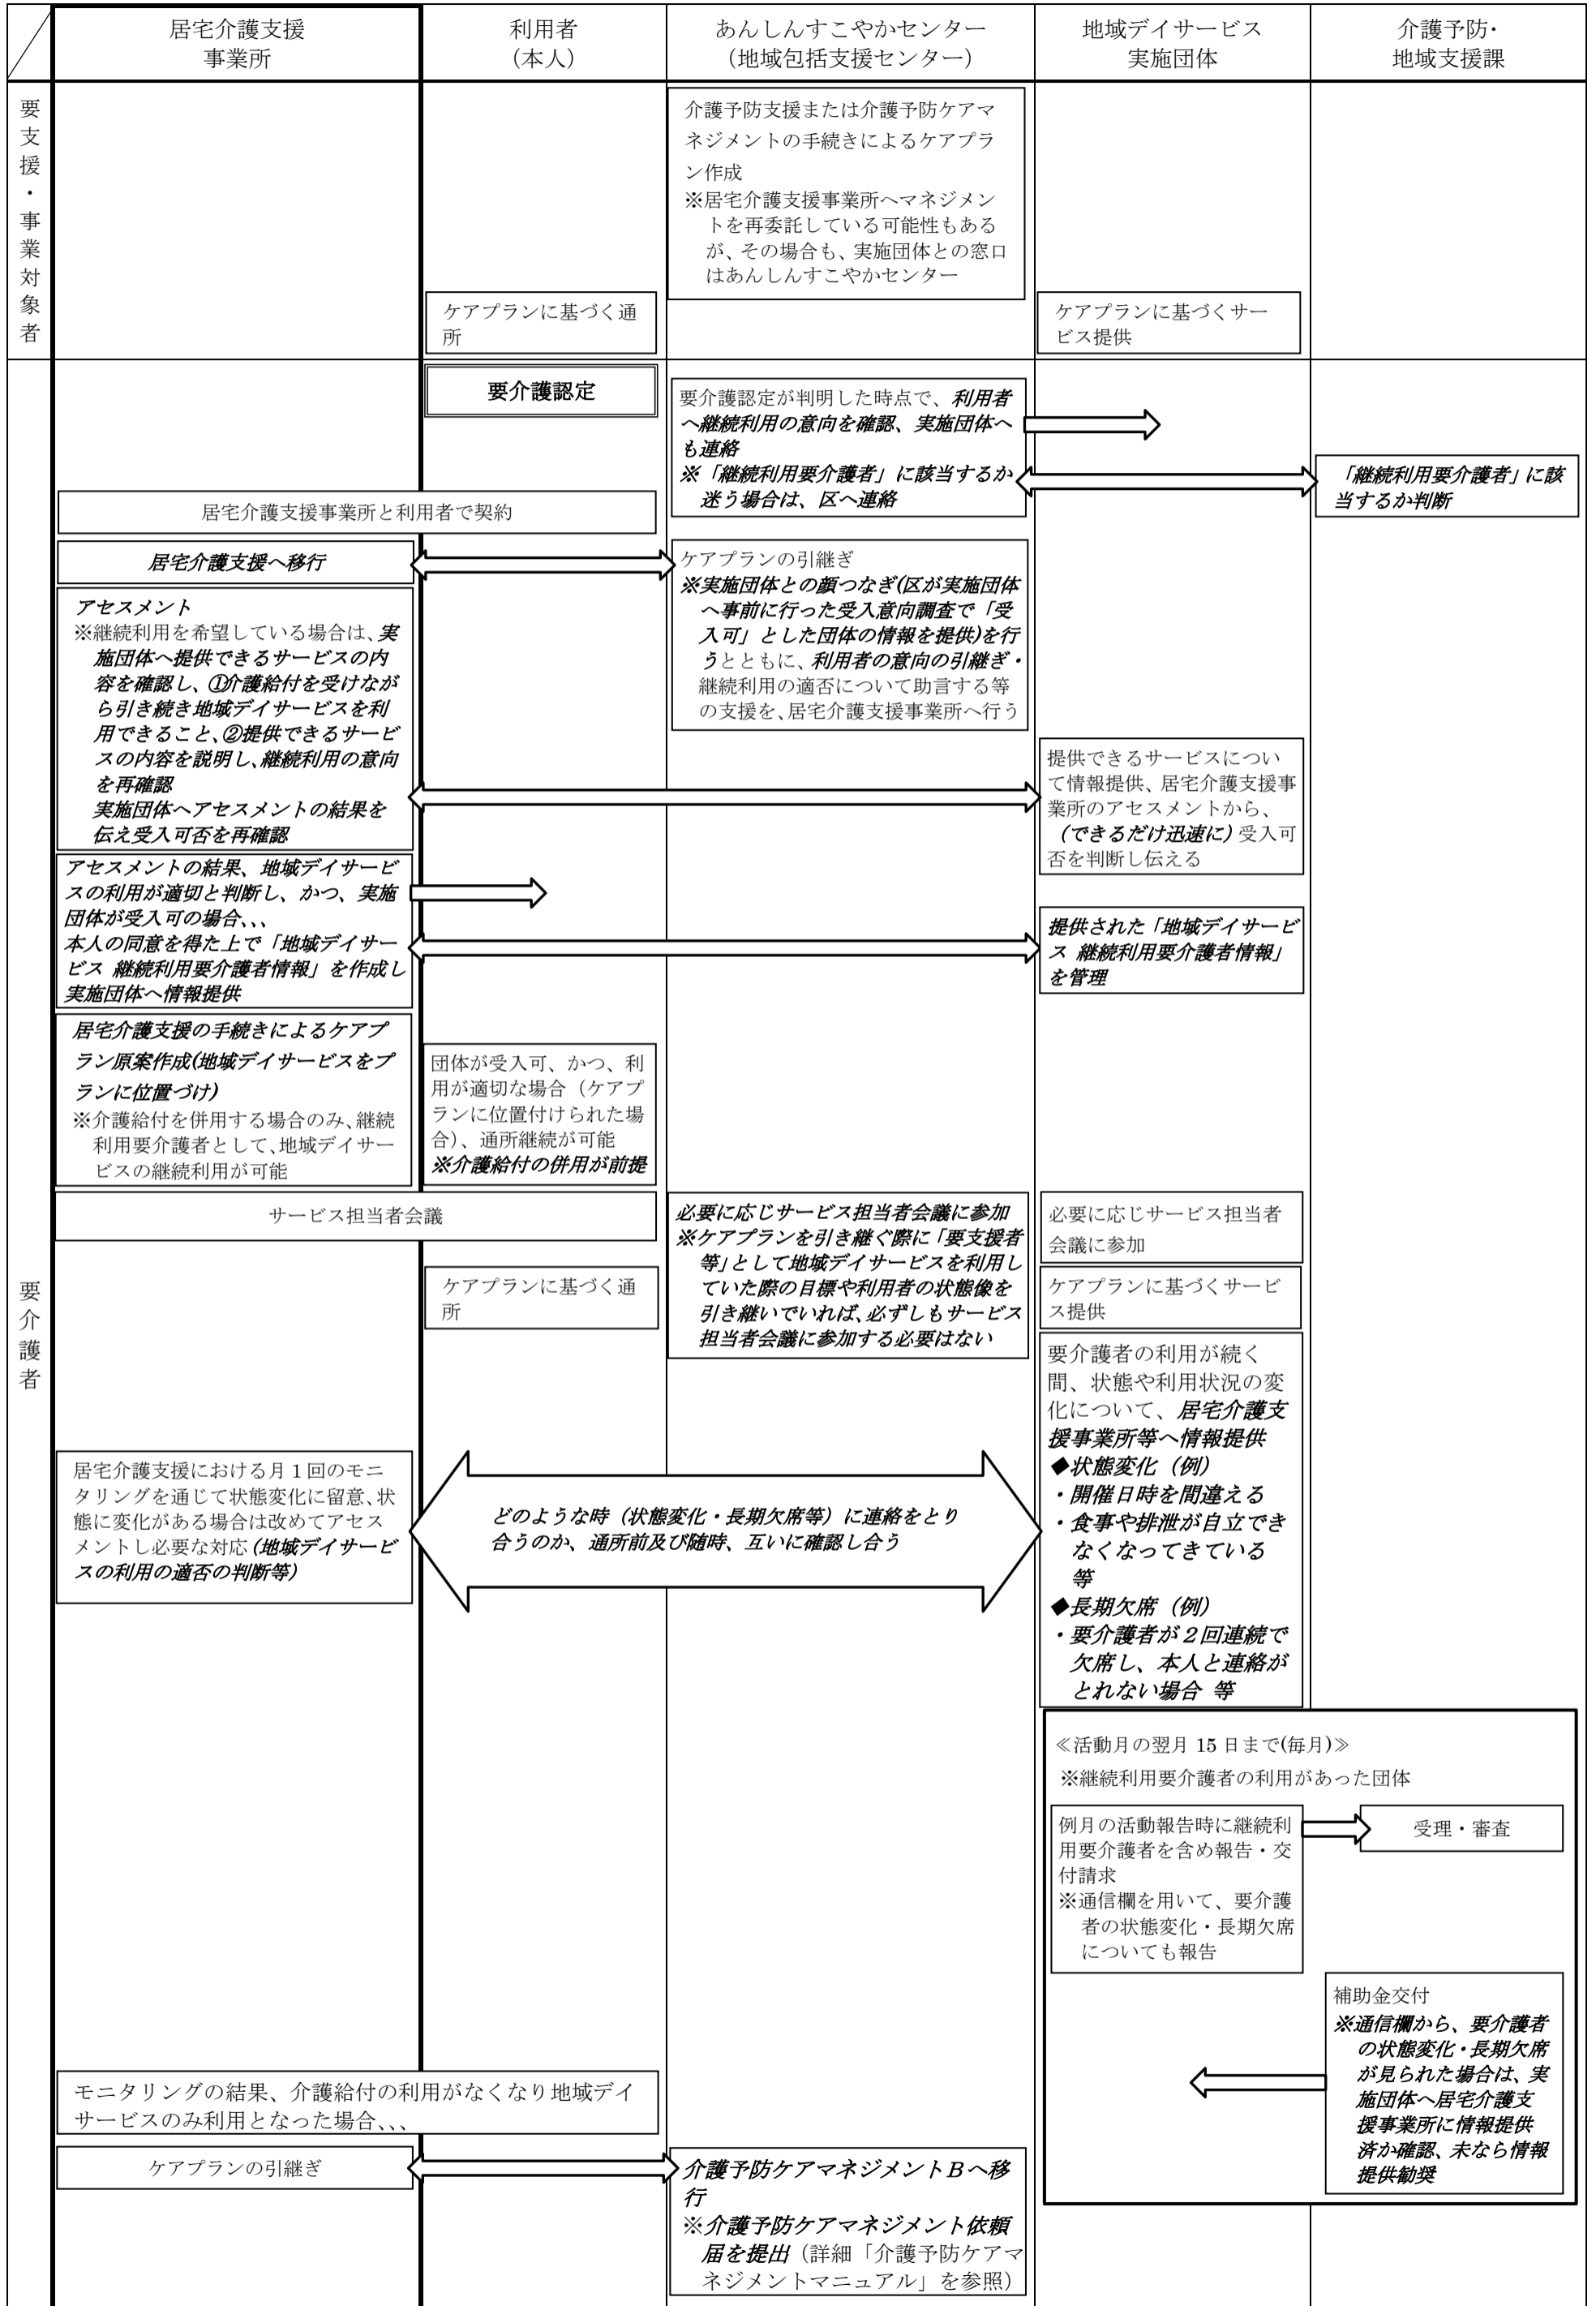 居宅介護支援
事業所
利用者
（本人）
あんしんすこやかセンター
（地域包括支援センター）
地域デイサービス
実施団体
介護予防・
地域支援課
要支援・事業対象者
介護予防支援または介護予防ケアマ
ネジメントの手続きによるケアプラ
ン作成
※居宅介護支援事業所へマネジメン
トを再委託している可能性もある
が、その場合も、実施団体との窓口
はあんしんすこやかセンター
ケアプランに基づく通
所
ケアプランに基づくサー
ビス提供
要介護者
要介護認定
要介護認定が判明した時点で、利用者
へ継続利用の意向を確認、実施団体へ
も連絡
※「継続利用要介護者」に該当するか
迷う場合は、区へ連絡
「継続利用要介護者」に該
当するか判断
居宅介護支援事業所と利用者で契約
居宅介護支援へ移行
ケアプランの引継ぎ
※実施団体との顔つなぎ(区が実施団体
へ事前に行った受入意向調査で「受
入可」とした団体の情報を提供)を行
うとともに、利用者の意向の引継ぎ・
継続利用の適否について助言する等
の支援を、居宅介護支援事業所へ行う
アセスメント
※継続利用を希望している場合は、実
施団体へ提供できるサービスの内
容を確認し、①介護給付を受けなが
ら引き続き地域デイサービスを利
用できること、②提供できるサービ
スの内容を説明し、継続利用の意向
を再確認
実施団体へアセスメントの結果を
伝え受入可否を再確認
提供できるサービスについ
て情報提供、居宅介護支援事
業所のアセスメントから、
（できるだけ迅速に）受入可
否を判断し伝える
アセスメントの結果、地域デイサービ
スの利用が適切と判断し、かつ、実施
団体が受入可の場合、、、
本人の同意を得た上で「地域デイサー
ビス 継続利用要介護者情報」を作成し
実施団体へ情報提供
提供された「地域デイサービ
ス 継続利用要介護者情報」
を管理
居宅介護支援の手続きによるケアプ
ラン原案作成(地域デイサービスをプ
ランに位置づけ)
※介護給付を併用する場合のみ、継続
利用要介護者として、地域デイサー
ビスの継続利用が可能
団体が受入可、かつ、利
用が適切な場合（ケアプ
ランに位置付けられた場
合）、通所継続が可能
※介護給付の併用が前提
サービス担当者会議
必要に応じサービス担当者会議に参加
※ケアプランを引き継ぐ際に「要支援者
等」として地域デイサービスを利用し
ていた際の目標や利用者の状態像を
引き継いでいれば、必ずしもサービス
担当者会議に参加する必要はない
必要に応じサービス担当者
会議に参加
ケアプランに基づく通
所
ケアプランに基づくサービ
ス提供
要介護者の利用が続く
間、状態や利用状況の変
化について、居宅介護支
援事業所等へ情報提供
◆状態変化（例）
・開催日時を間違える
・食事や排泄が自立でき
なくなってきている
等
◆長期欠席（例）
・要介護者が２回連続で
欠席し、本人と連絡が
とれない場合 等
居宅介護支援における月１回のモニ
タリングを通じて状態変化に留意、状
態に変化がある場合は改めてアセス
メントし必要な対応（地域デイサービ
スの利用の適否の判断等）
どのような時（状態変化・長期欠席等）に連絡をとり
合うのか、通所前及び随時、互いに確認し合う
≪活動月の翌月 15 日まで(毎月)≫
※継続利用要介護者の利用があった団体
例月の活動報告時に継続利
用要介護者を含め報告・交
付請求
※通信欄を用いて、要介護
者の状態変化・長期欠席
についても報告
受理・審査
補助金交付
※通信欄から、要介護者
の状態変化・長期欠席
が見られた場合は、実
施団体へ居宅介護支
援事業所に情報提供
済か確認、未なら情報
提供勧奨
モニタリングの結果、介護給付の利用がなくなり地域デイ
サービスのみ利用となった場合、、、
ケアプランの引継ぎ
介護予防ケアマネジメントＢへ移
行
※介護予防ケアマネジメント依頼
届を提出（詳細「介護予防ケアマ
ネジメントマニュアル」を参照）